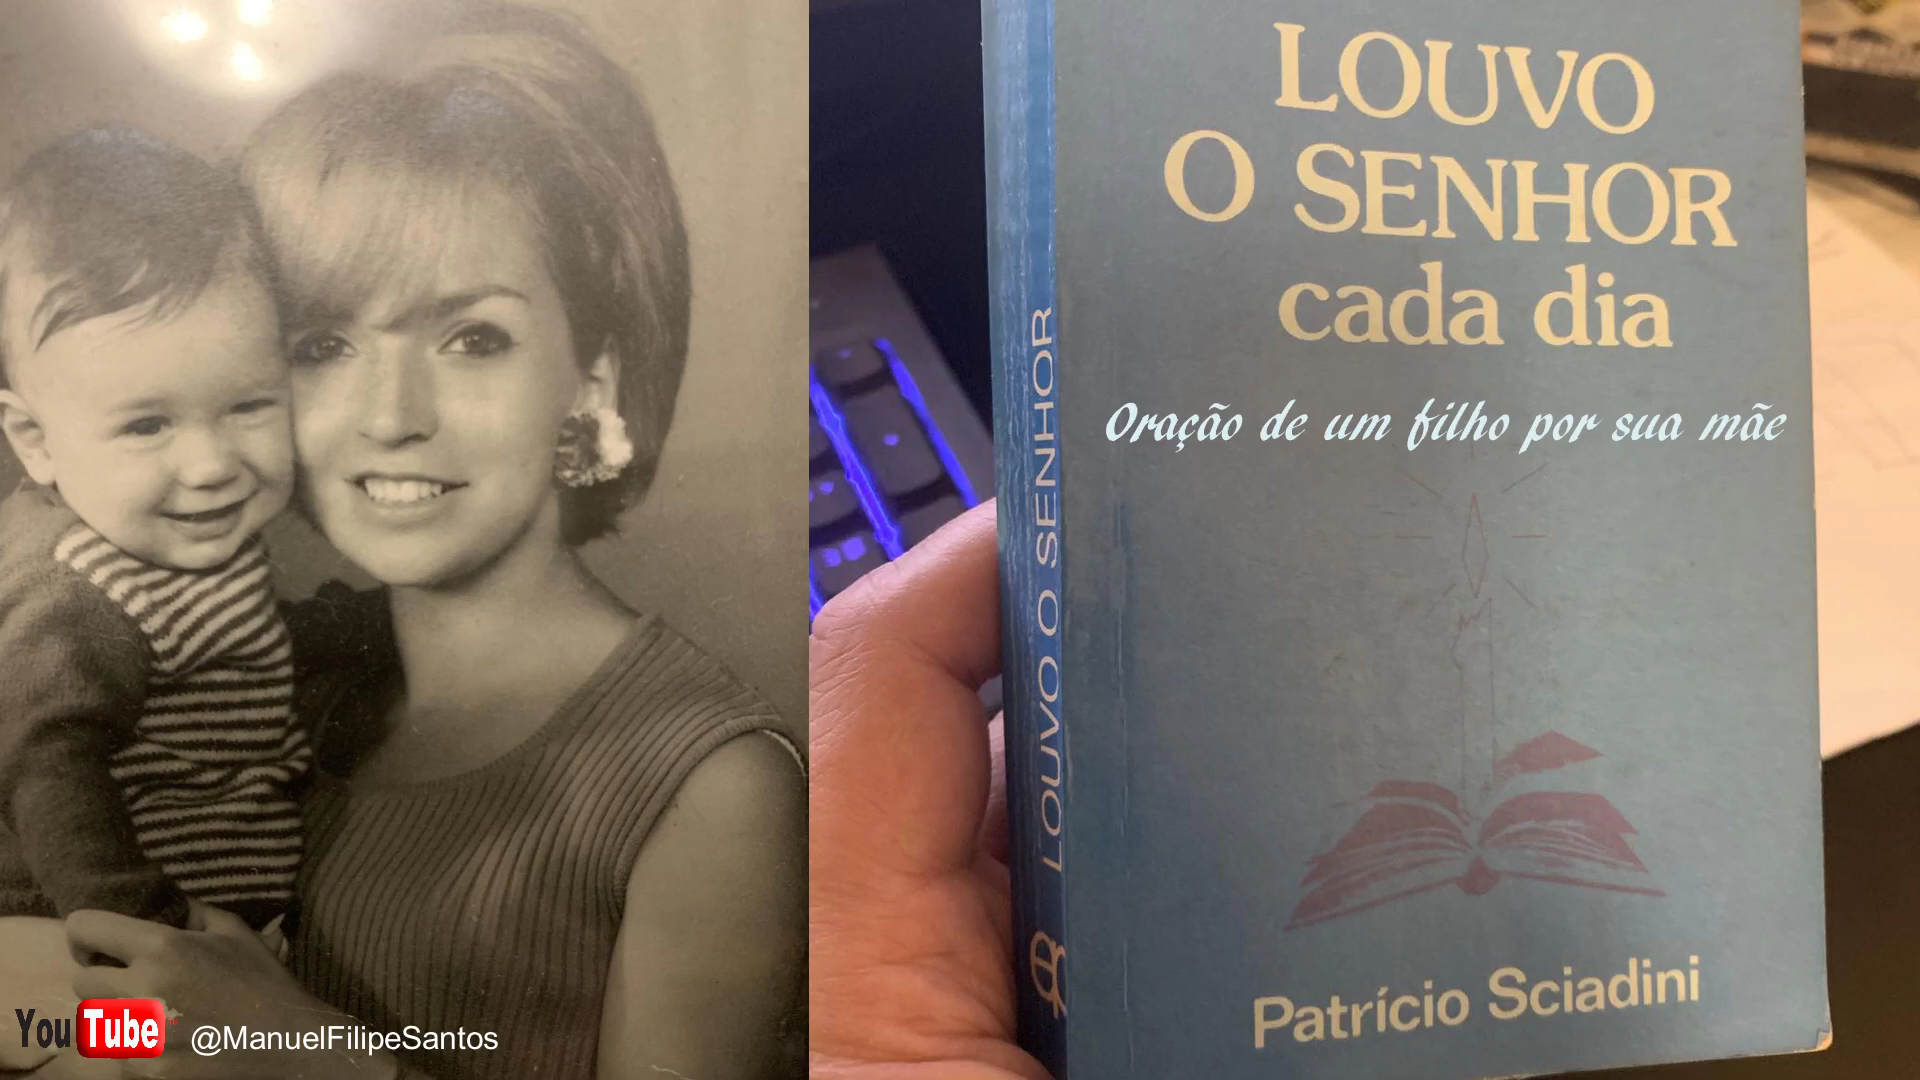 LOUVO
O SENHOR
cada dia
Oração de um filho por sua mãe
LOUVO O SENHOR
Patrício Sciadini
YouTube
@ManuelFilipeSantos